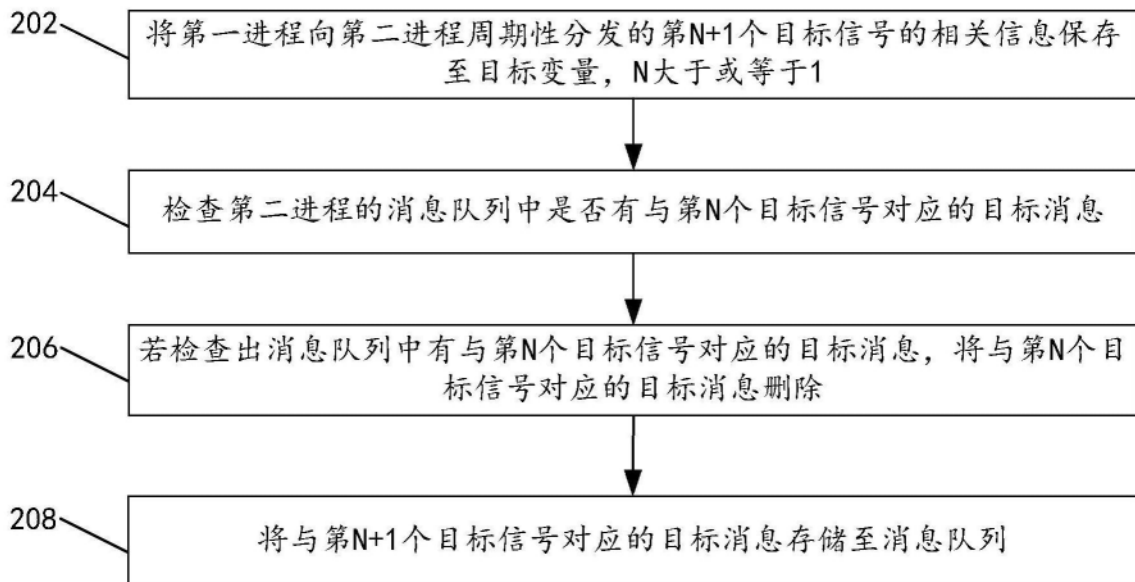 202
将第一进程向第二进程周期性分发的第N+1个目标信号的相关信息保存
至目标变量，N大于或等于1
204
检查第二进程的消息队列中是否有与第N个目标信号对应的目标消息
206
若检查出消息队列中有与第N个目标信号对应的目标消息，将与第N个目
标信号对应的目标消息删除
208
将与第N+1个目标信号对应的目标消息存储至消息队列